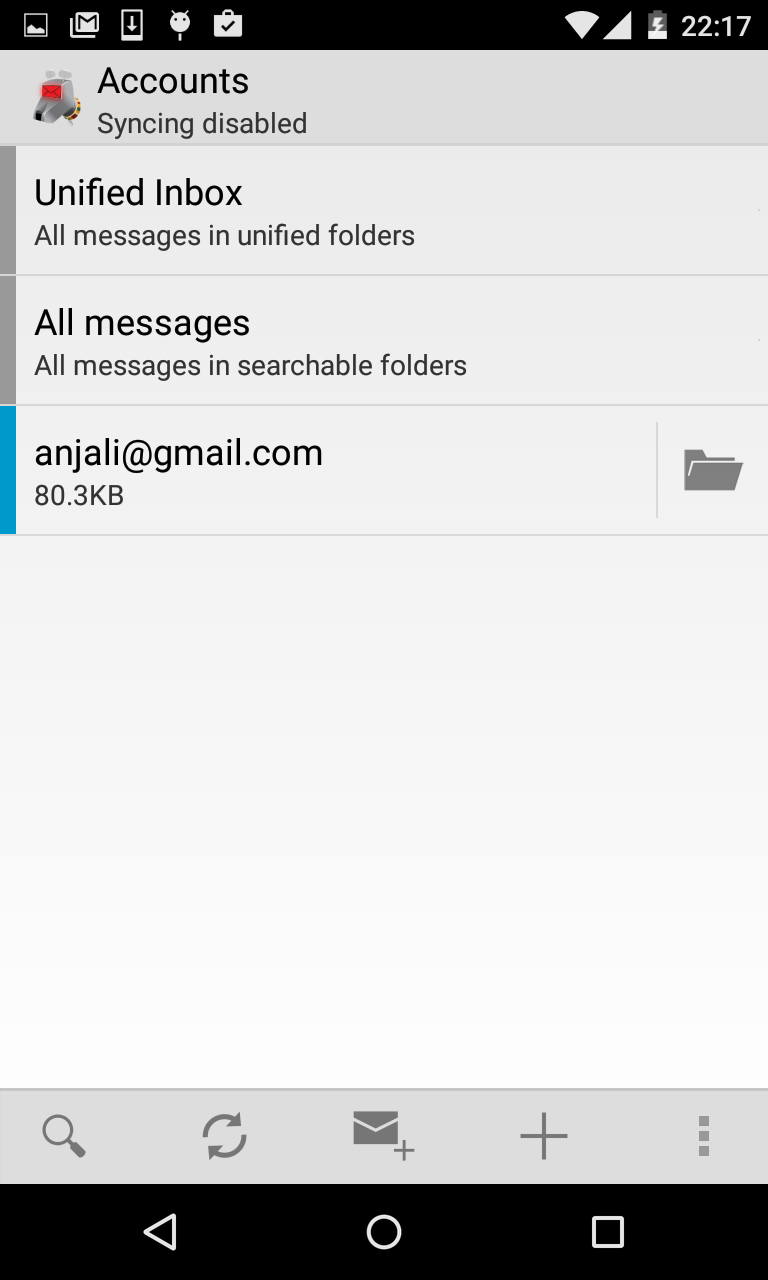 22:17
Accounts
Syncing disabled
Unified Inbox
All messages in unified folders
All messages
All messages in searchable folders
anjali@gmail.com
80.3KB